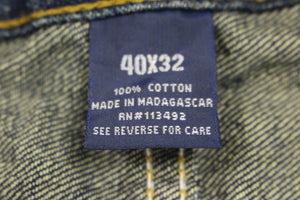 40X32
100% COTTON
MADE IN MADAGASCAR
RN#113492
SEE REVERSE FOR CARE